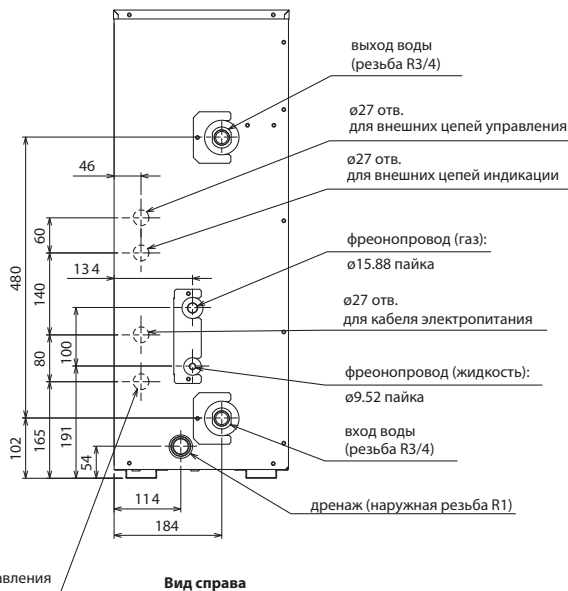 выход воды
(резьба R3/4)
ø27 отв.
для внешних цепей управления
46
ø27 отв.
для внешних цепей индикации
60
134
фреонопровод (газ):
ø15.88 пайка
480
140
ø27 отв.
для кабеля электропитания
100
80
фреонопровод (жидкость):
ø9.52 пайка
102
165
191
54
вход воды
(резьба R3/4)
114
дренаж (наружная резьба R1)
184
Вид справа